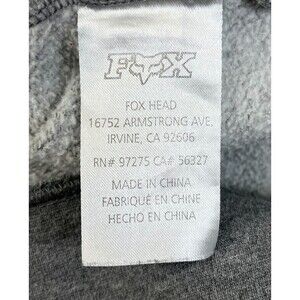 FOX
FOX HEAD
16752 ARMSTRONG AVE.
IRVINE, CA 92606
RN# 97275 CA# 56327
MADE IN CHINA
FABRIQUÉ EN CHINE
HECHO EN CHINA